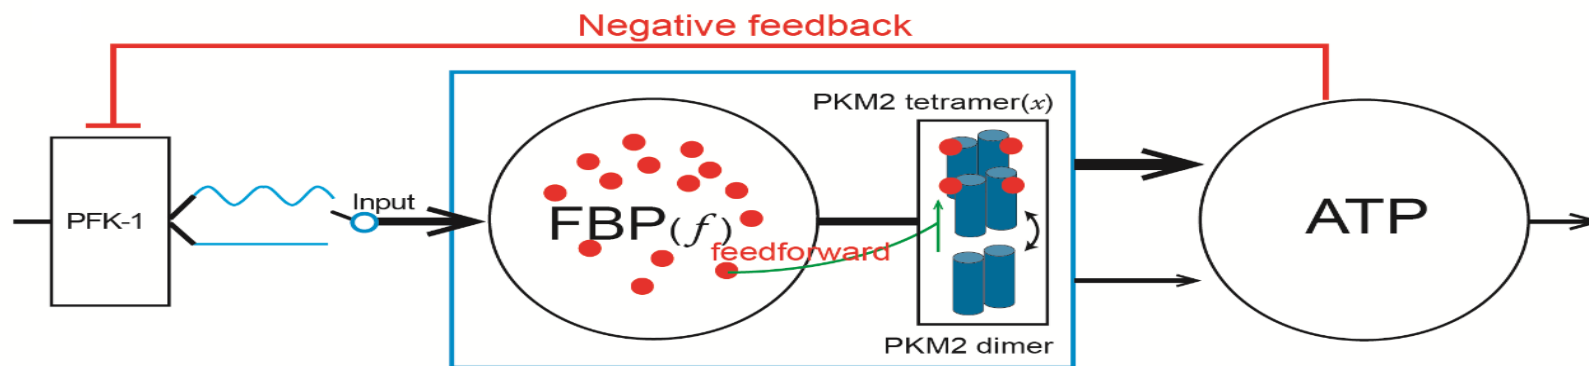 Negative feedback
PKM2 tetramer(x)
PFK-1
Input
FBP(f)
feedforward
ATP
PKM2 dimer